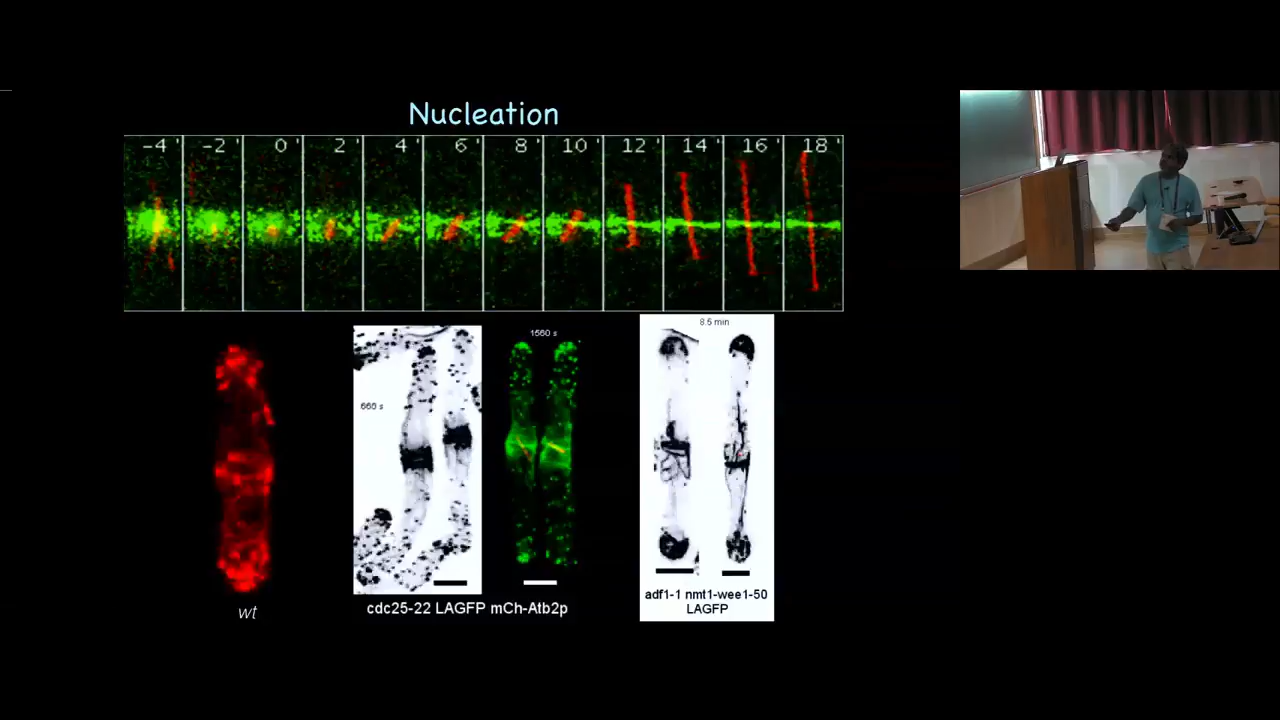 Nucleation
-4 ' -2 ' 0 ' 2 ' 4 ' 6 ' 8 ' 10 ' 12 ' 14 ' 16 ' 18 '
8.5 min
1560 s
660 s
wt
cdc25-22 LAGFP mCh-Atb2p
adf1-1 nmt1-wee1-50
LAGFP